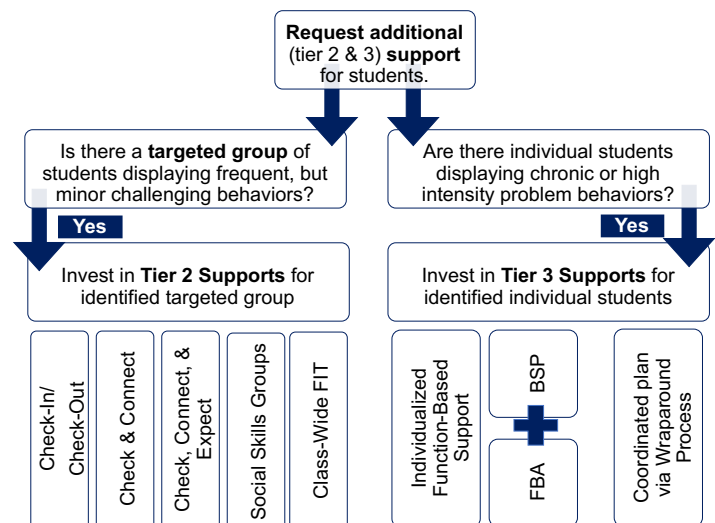 Request additional
(tier 2 & 3) support
for students.
Is there a targeted group of
students displaying frequent, but
minor challenging behaviors?
Yes
Invest in Tier 2 Supports for
identified targeted group
Check-In/
Check-Out
Check & Connect
Check, Connect, &
Expect
Social Skills Groups
Class-Wide FIT
Are there individual students
displaying chronic or high
intensity problem behaviors?
Yes
Invest in Tier 3 Supports for
identified individual students
Individualized
Function-Based
Support
BSP
FBA
Coordinated plan
via Wraparound
Process